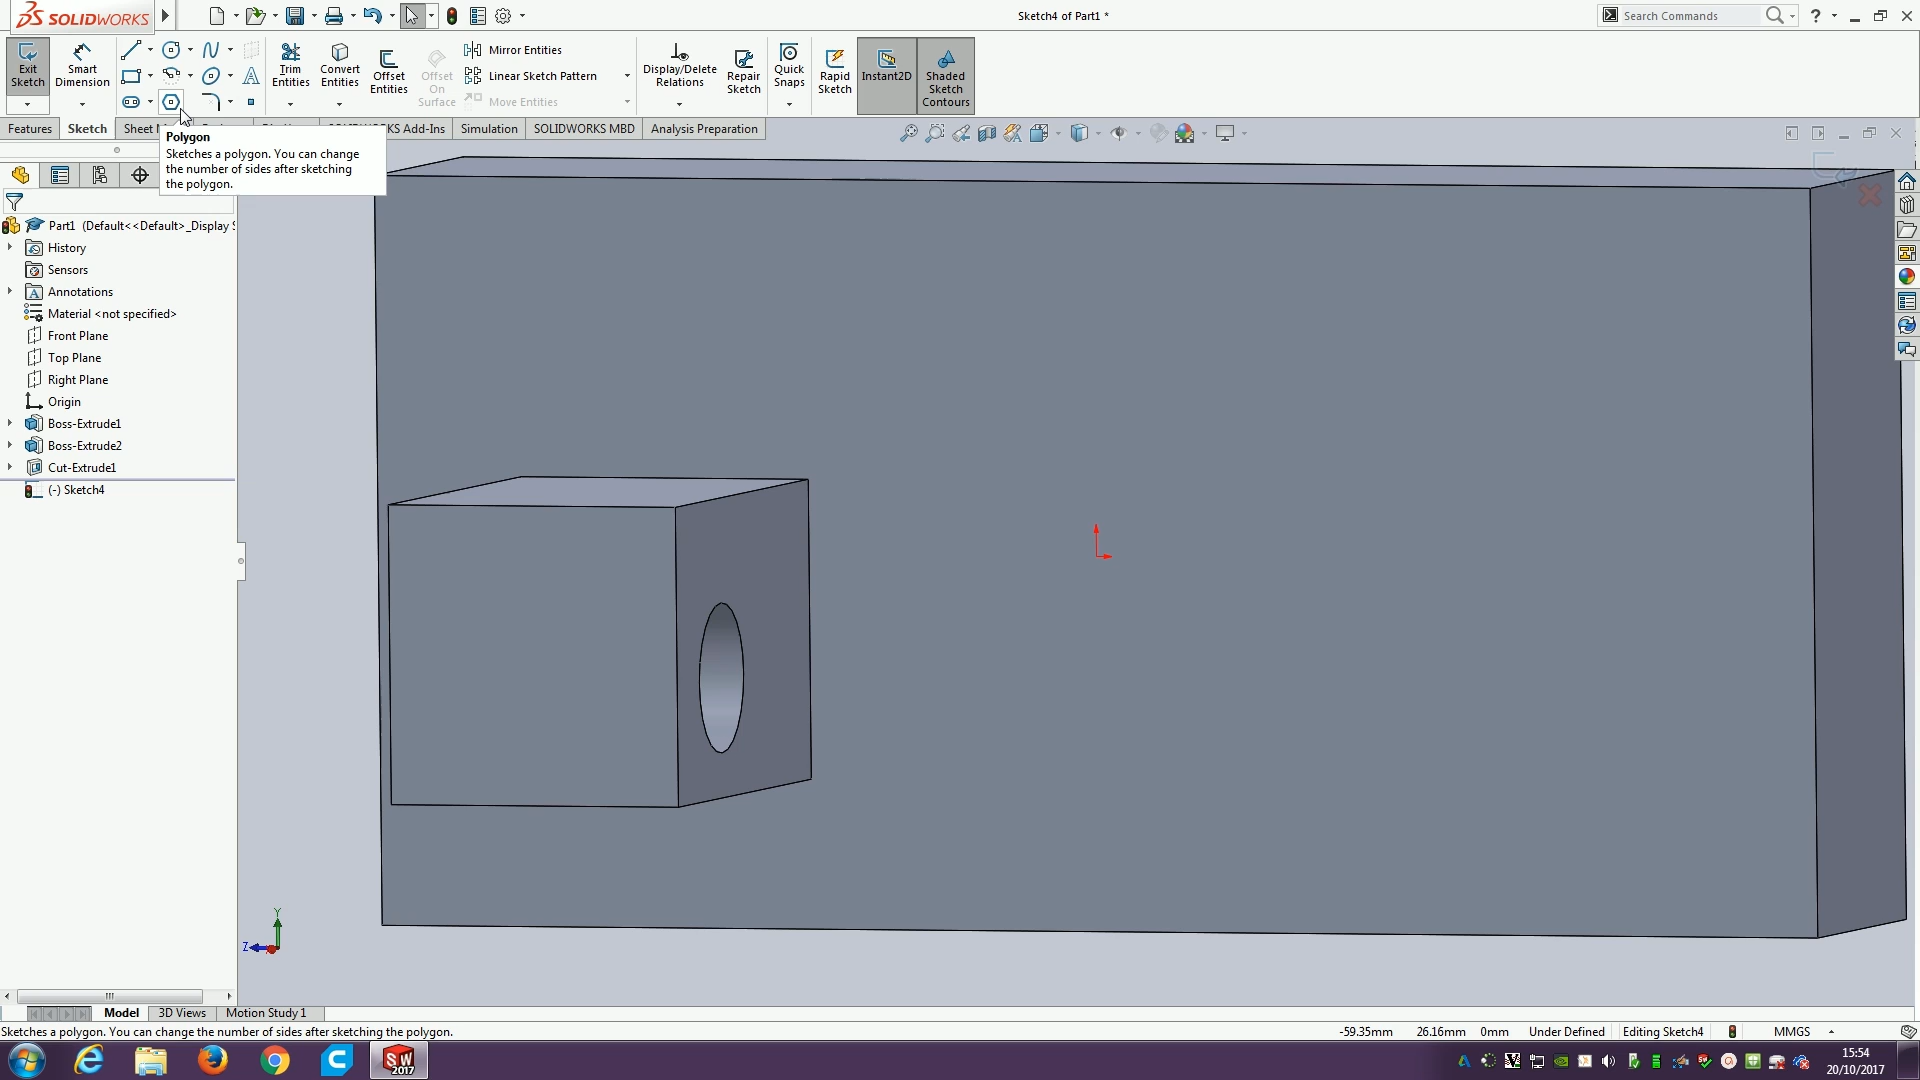 SOLIDWORKS
Sketch4 of Part1 *
Search Commands
Exit
Sketch
Smart
Dimension
Trim
Entities
Convert
Entities
Offset
Entities
Offset
On
Surface
Mirror Entities
Linear Sketch Pattern
Move Entities
Display/Delete
Relations
Repair
Sketch
Quick
Snaps
Rapid
Sketch
Instant2D
Shaded
Sketch
Contours
Features
Sketch
Sheet
SOLIDWORKS Add-Ins
Simulation
SOLIDWORKS MBD
Analysis Preparation
Polygon
Sketches a polygon. You can change
the number of sides after sketching
the polygon.
Part1 (Default<<Default>_Display
History
Sensors
Annotations
Material <not specified>
Front Plane
Top Plane
Right Plane
Origin
Boss-Extrude1
Boss-Extrude2
Cut-Extrude1
(-) Sketch4
Y
Z
Model
3D Views
Motion Study 1
Sketches a polygon. You can change the number of sides after sketching the polygon.
-59.35mm
26.16mm
0mm
Under Defined
Editing Sketch4
MMGS
SW
2017
15:54
20/10/2017